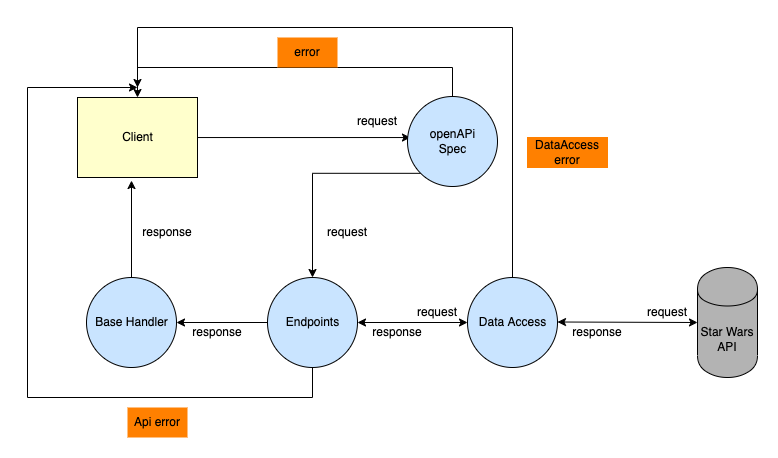 error
request
Client
openAPi
Spec
DataAccess
error
response
request
request
request
Base Handler
response
Endpoints
response
Data Access
response
Star Wars
API
Api error